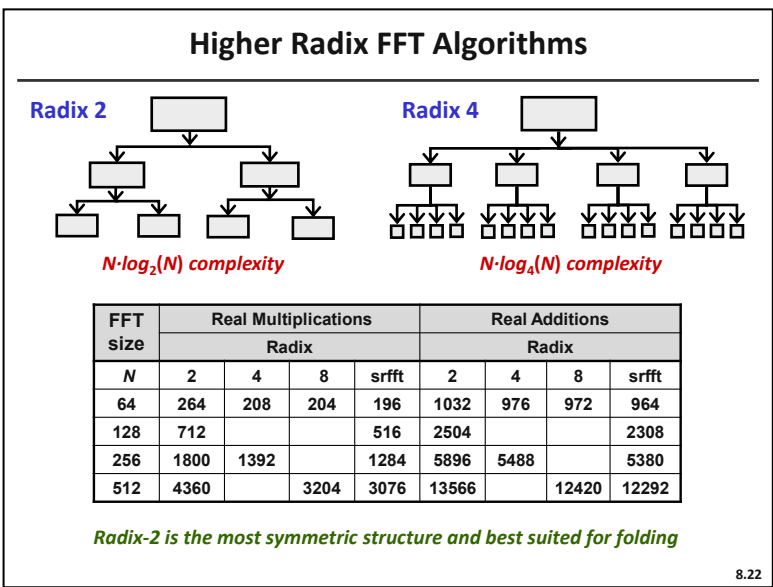 Higher Radix FFT Algorithms
Radix 2
Radix 4
N·log2(N) complexity
N·log4(N) complexity
FFT size Real Multiplications Real Additions
Radix Radix
N 2 4 8 srfft 2 4 8 srfft
64 264 208 204 196 1032 976 972 964
128 712 516 2504 2308
256 1800 1392 1284 5896 5488 5380
512 4360 3204 3076 13566 12420 12292
Radix-2 is the most symmetric structure and best suited for folding
8.22